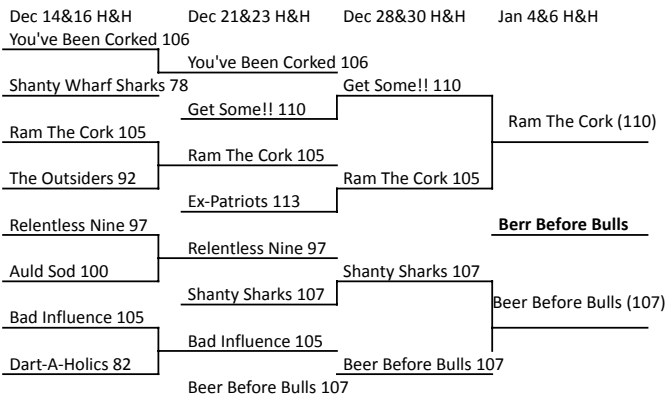 Dec 14&16 H&H Dec 21&23 H&H Dec 28&30 H&H Jan 4&6 H&H
You've Been Corked 106
You've Been Corked 106
Shanty Wharf Sharks 78
Get Some!! 110
Get Some!! 110
Ram The Cork (110)
Ram The Cork 105
Ram The Cork 105
The Outsiders 92
Ram The Cork 105
Ex-Patriots 113
Relentless Nine 97
Berr Before Bulls
Relentless Nine 97
Auld Sod 100
Shanty Sharks 107
Shanty Sharks 107
Beer Before Bulls (107)
Bad Influence 105
Bad Influence 105
Dart-A-Holics 82
Beer Before Bulls 107
Beer Before Bulls 107